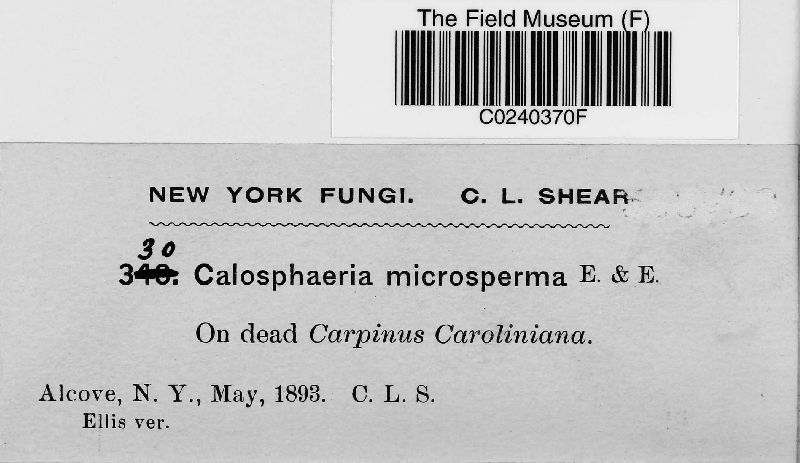 The Field Museum (F)
C0240370F
NEW YORK FUNGI. C. L. SHEAR
30
340. Calosphaeria microsperma E. & E.
On dead Carpinus Caroliniana.
Alcove, N. Y., May, 1893. C. L. S.
Ellis ver.